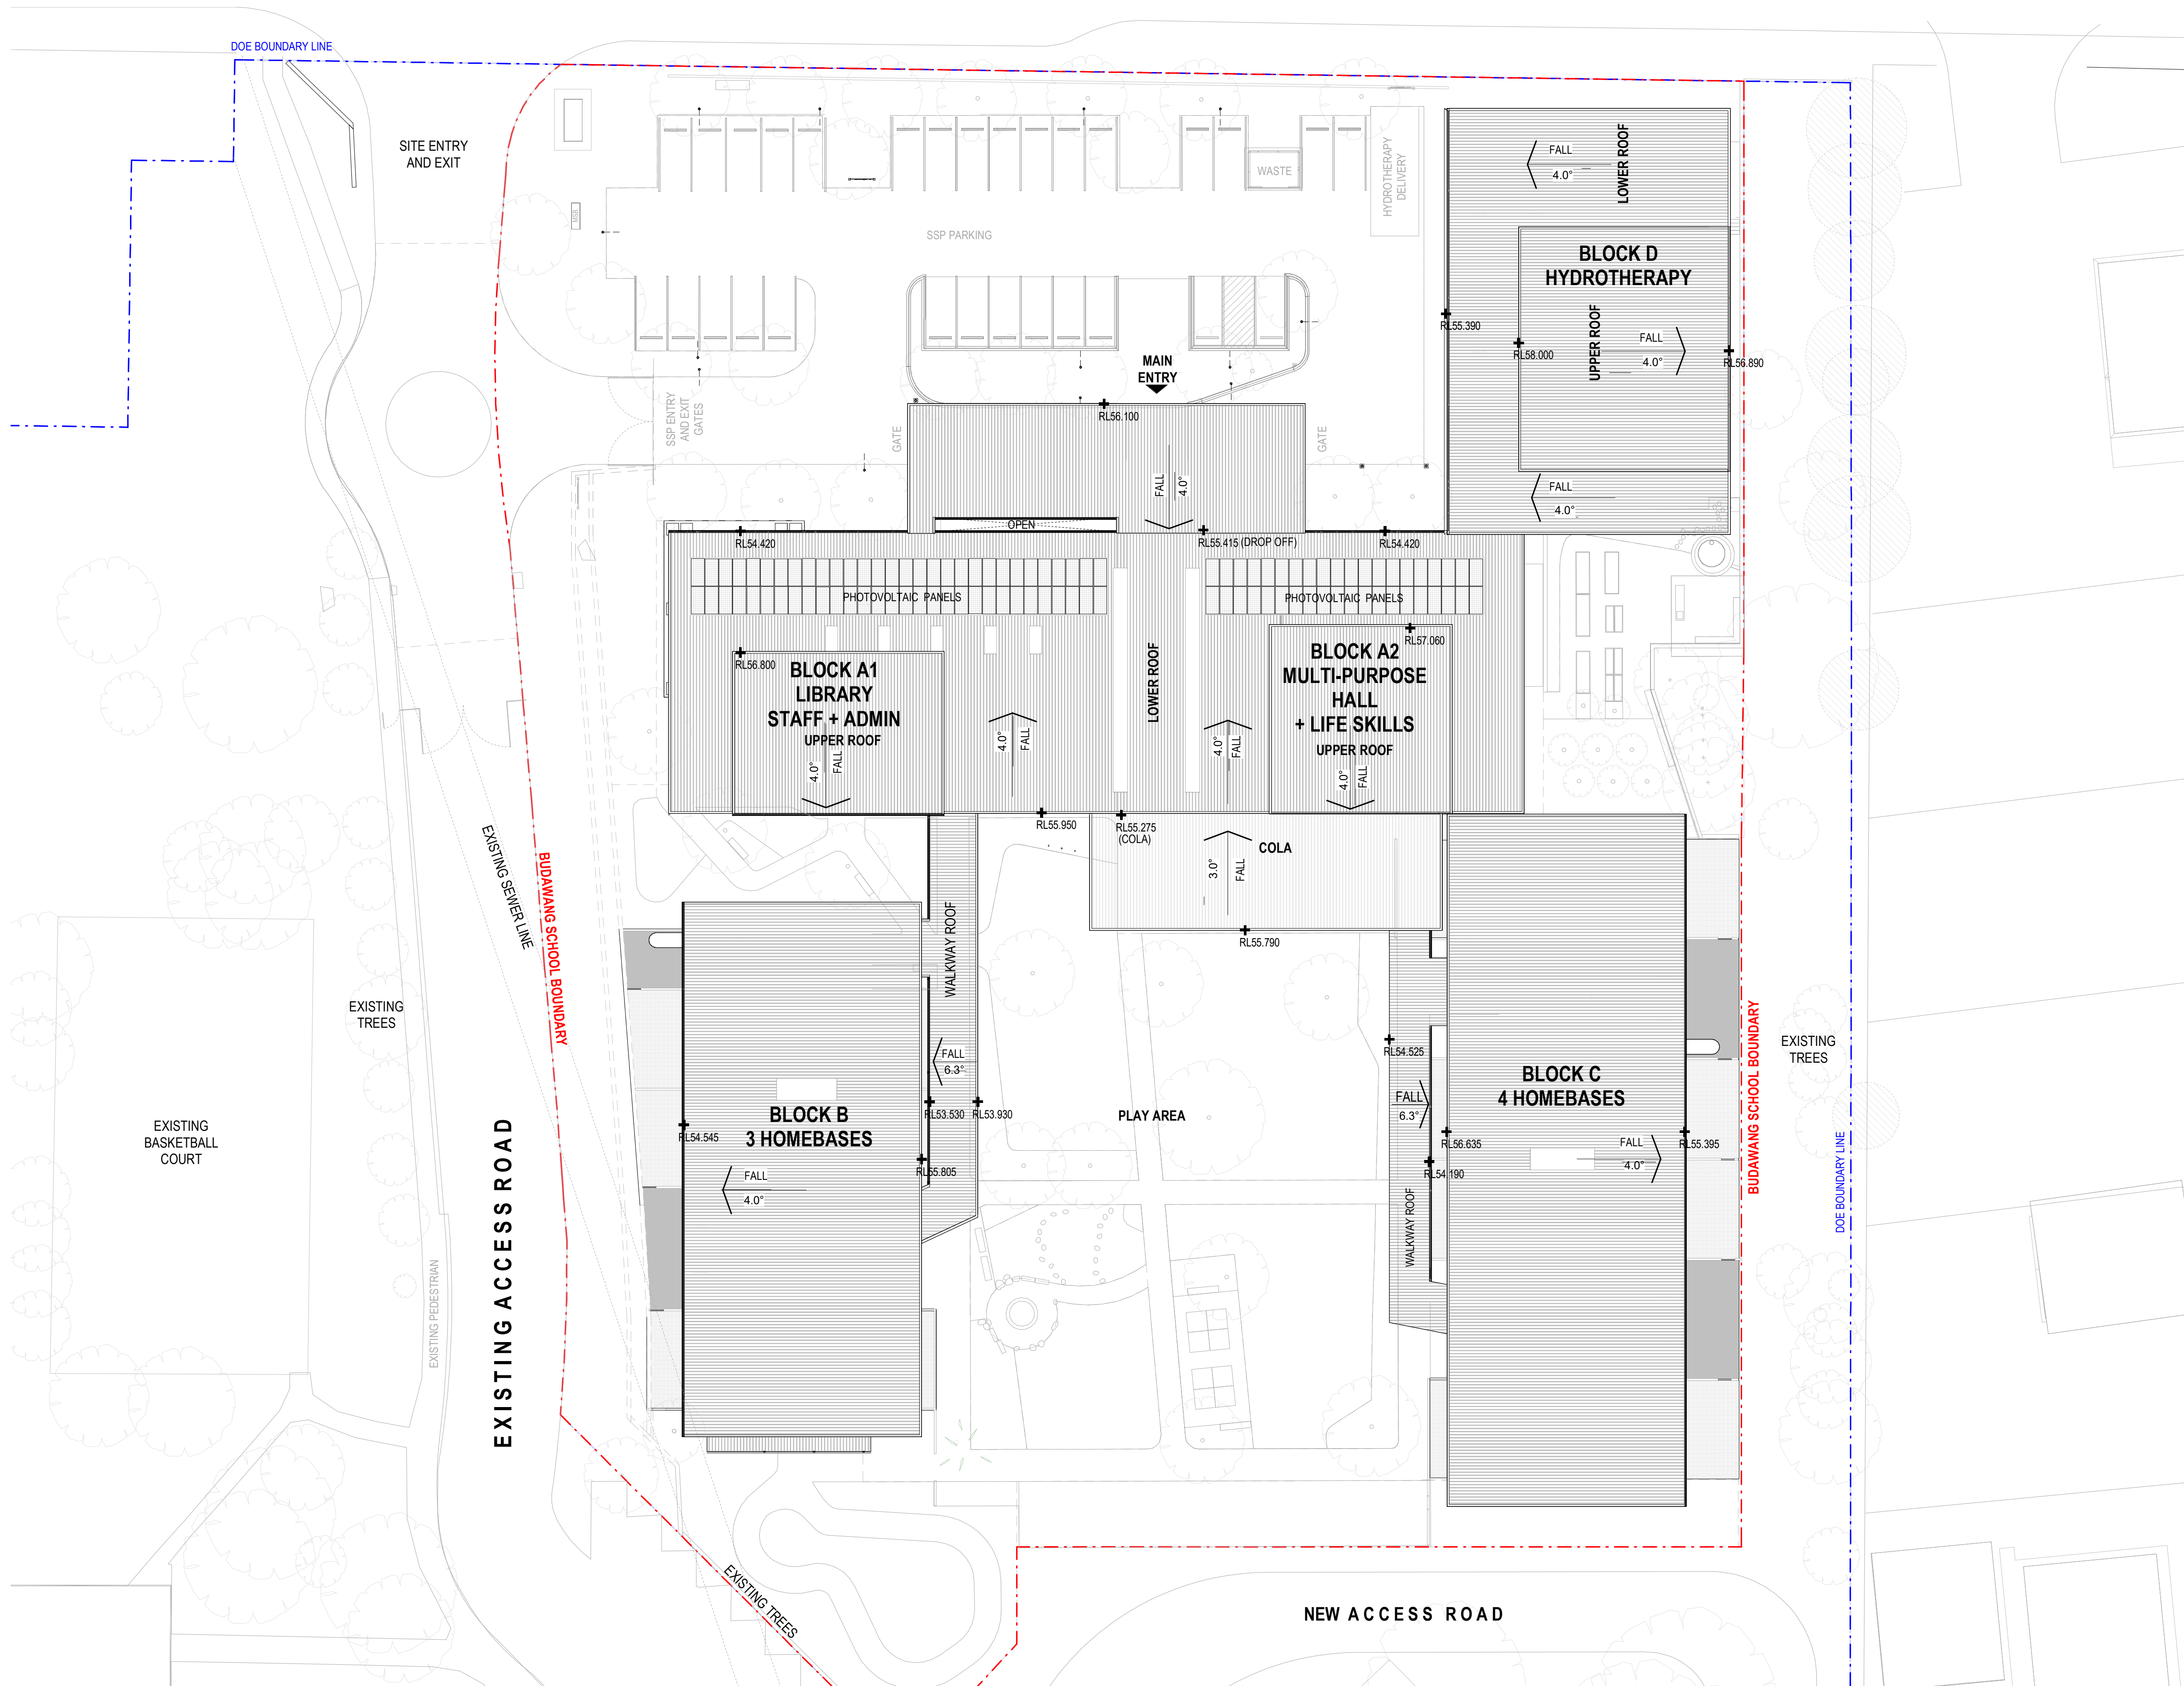 DOE BOUNDARY LINE
SITE ENTRY
AND EXIT
MSB
SSP PARKING
WASTE
HYDROTHERAPY
DELIVERY
FALL
4.0°
LOWER ROOF
BLOCK D
HYDROTHERAPY
UPPER ROOF
FALL
4.0°
RL55.390
RL58.000
RL56.890
FALL
4.0°
MAIN
ENTRY
RL56.100
SSP ENTRY
AND EXIT
GATES
GATE
GATE
FALL
4.0°
OPEN
RL54.420
RL55.415 (DROP OFF)
RL54.420
PHOTOVOLTAIC PANELS
PHOTOVOLTAIC PANELS
RL56.800
BLOCK A1
LIBRARY
STAFF + ADMIN
UPPER ROOF
4.0°
FALL
4.0°
FALL
LOWER ROOF
4.0°
FALL
RL57.060
BLOCK A2
MULTI-PURPOSE
HALL
+ LIFE SKILLS
UPPER ROOF
4.0°
FALL
RL55.950
RL55.275
(COLA)
COLA
3.0°
FALL
RL55.790
EXISTING SEWER LINE
BUDAWANG SCHOOL BOUNDARY
WALKWAY ROOF
EXISTING
TREES
FALL
6.3°
RL53.530
RL53.930
BLOCK B
3 HOMEBASES
RL54.545
RL55.805
FALL
4.0°
PLAY AREA
RL54.525
FALL
6.3°
RL54.190
WALKWAY ROOF
BLOCK C
4 HOMEBASES
RL56.635
FALL
4.0°
RL55.395
BUDAWANG SCHOOL BOUNDARY
EXISTING
TREES
DOE BOUNDARY LINE
EXISTING
BASKETBALL
COURT
EXISTING PEDESTRIAN
EXISTING ACCESS ROAD
EXISTING TREES
NEW ACCESS ROAD